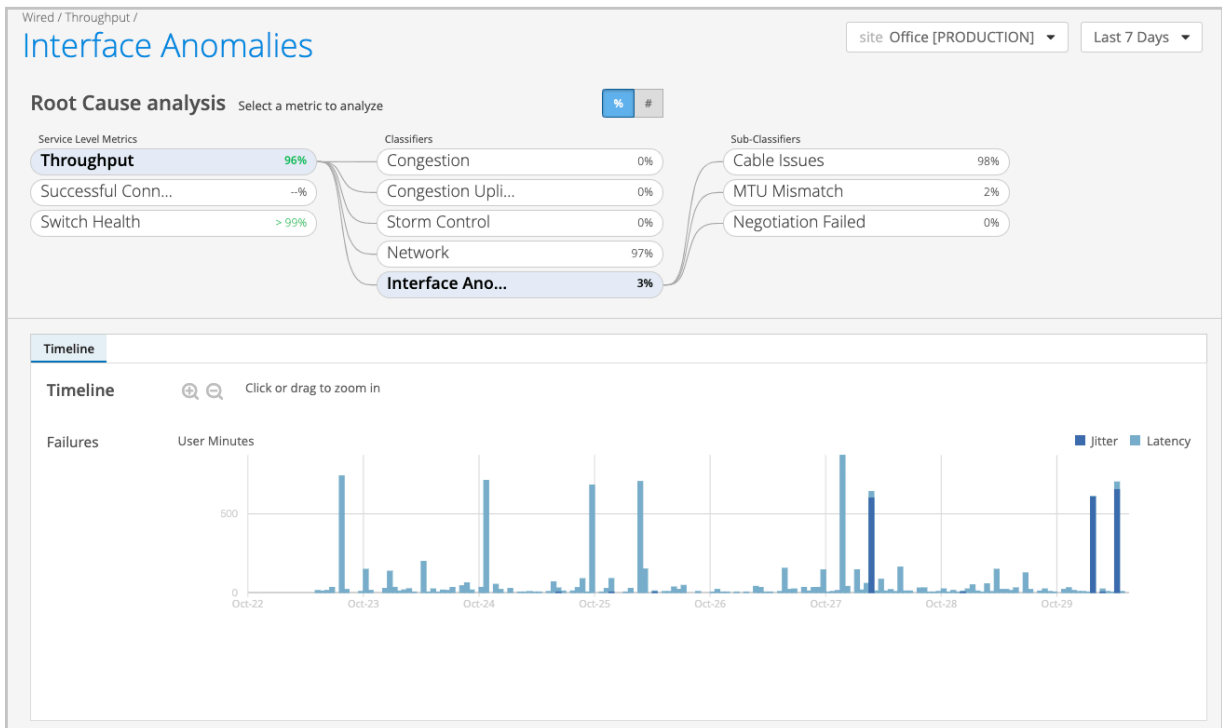 Wired / Throughput /
Interface Anomalies
site Office [PRODUCTION]
Last 7 Days
Root Cause analysis Select a metric to analyze
% #
Service Level Metrics
Throughput 96%
Successful Conn... --%
Switch Health > 99%
Classifiers
Congestion 0%
Congestion Upli... 0%
Storm Control 0%
Network 97%
Interface Ano... 3%
Sub-Classifiers
Cable Issues 98%
MTU Mismatch 2%
Negotiation Failed 0%
Timeline
Timeline Click or drag to zoom in
Failures User Minutes Jitter Latency
500
0
Oct-22 Oct-23 Oct-24 Oct-25 Oct-26 Oct-27 Oct-28 Oct-29